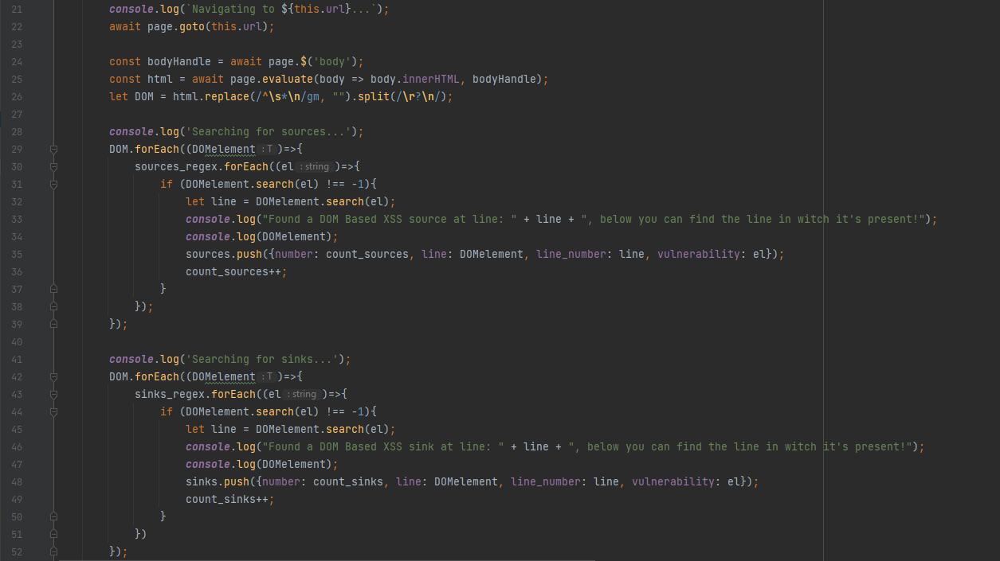 21 console.log(`Navigating to ${this.url}...`);
22 await page.goto(this.url);
23
24 const bodyHandle = await page.$('body');
25 const html = await page.evaluate(body => body.innerHTML, bodyHandle);
26 let DOM = html.replace(/^\s*\n/gm, "").split(/\r?\n/);
27
28 console.log('Searching for sources...');
29 DOM.forEach((DOMelement : T )=>{
30 sources_regex.forEach((el : string )=>{
31 if (DOMelement.search(el) !== -1){
32 let line = DOMelement.search(el);
33 console.log("Found a DOM Based XSS source at line: " + line + ", below you can find the line in witch it's present!");
34 console.log(DOMelement);
35 sources.push({number: count_sources, line: DOMelement, line_number: line, vulnerability: el});
36 count_sources++;
37 }
38 });
39 });
40
41 console.log('Searching for sinks...');
42 DOM.forEach((DOMelement : T )=>{
43 sinks_regex.forEach((el : string )=>{
44 if (DOMelement.search(el) !== -1){
45 let line = DOMelement.search(el);
46 console.log("Found a DOM Based XSS sink at line: " + line + ", below you can find the line in witch it's present!");
47 console.log(DOMelement);
48 sinks.push({number: count_sinks, line: DOMelement, line_number: line, vulnerability: el});
49 count_sinks++;
50 }
51 })
52 });